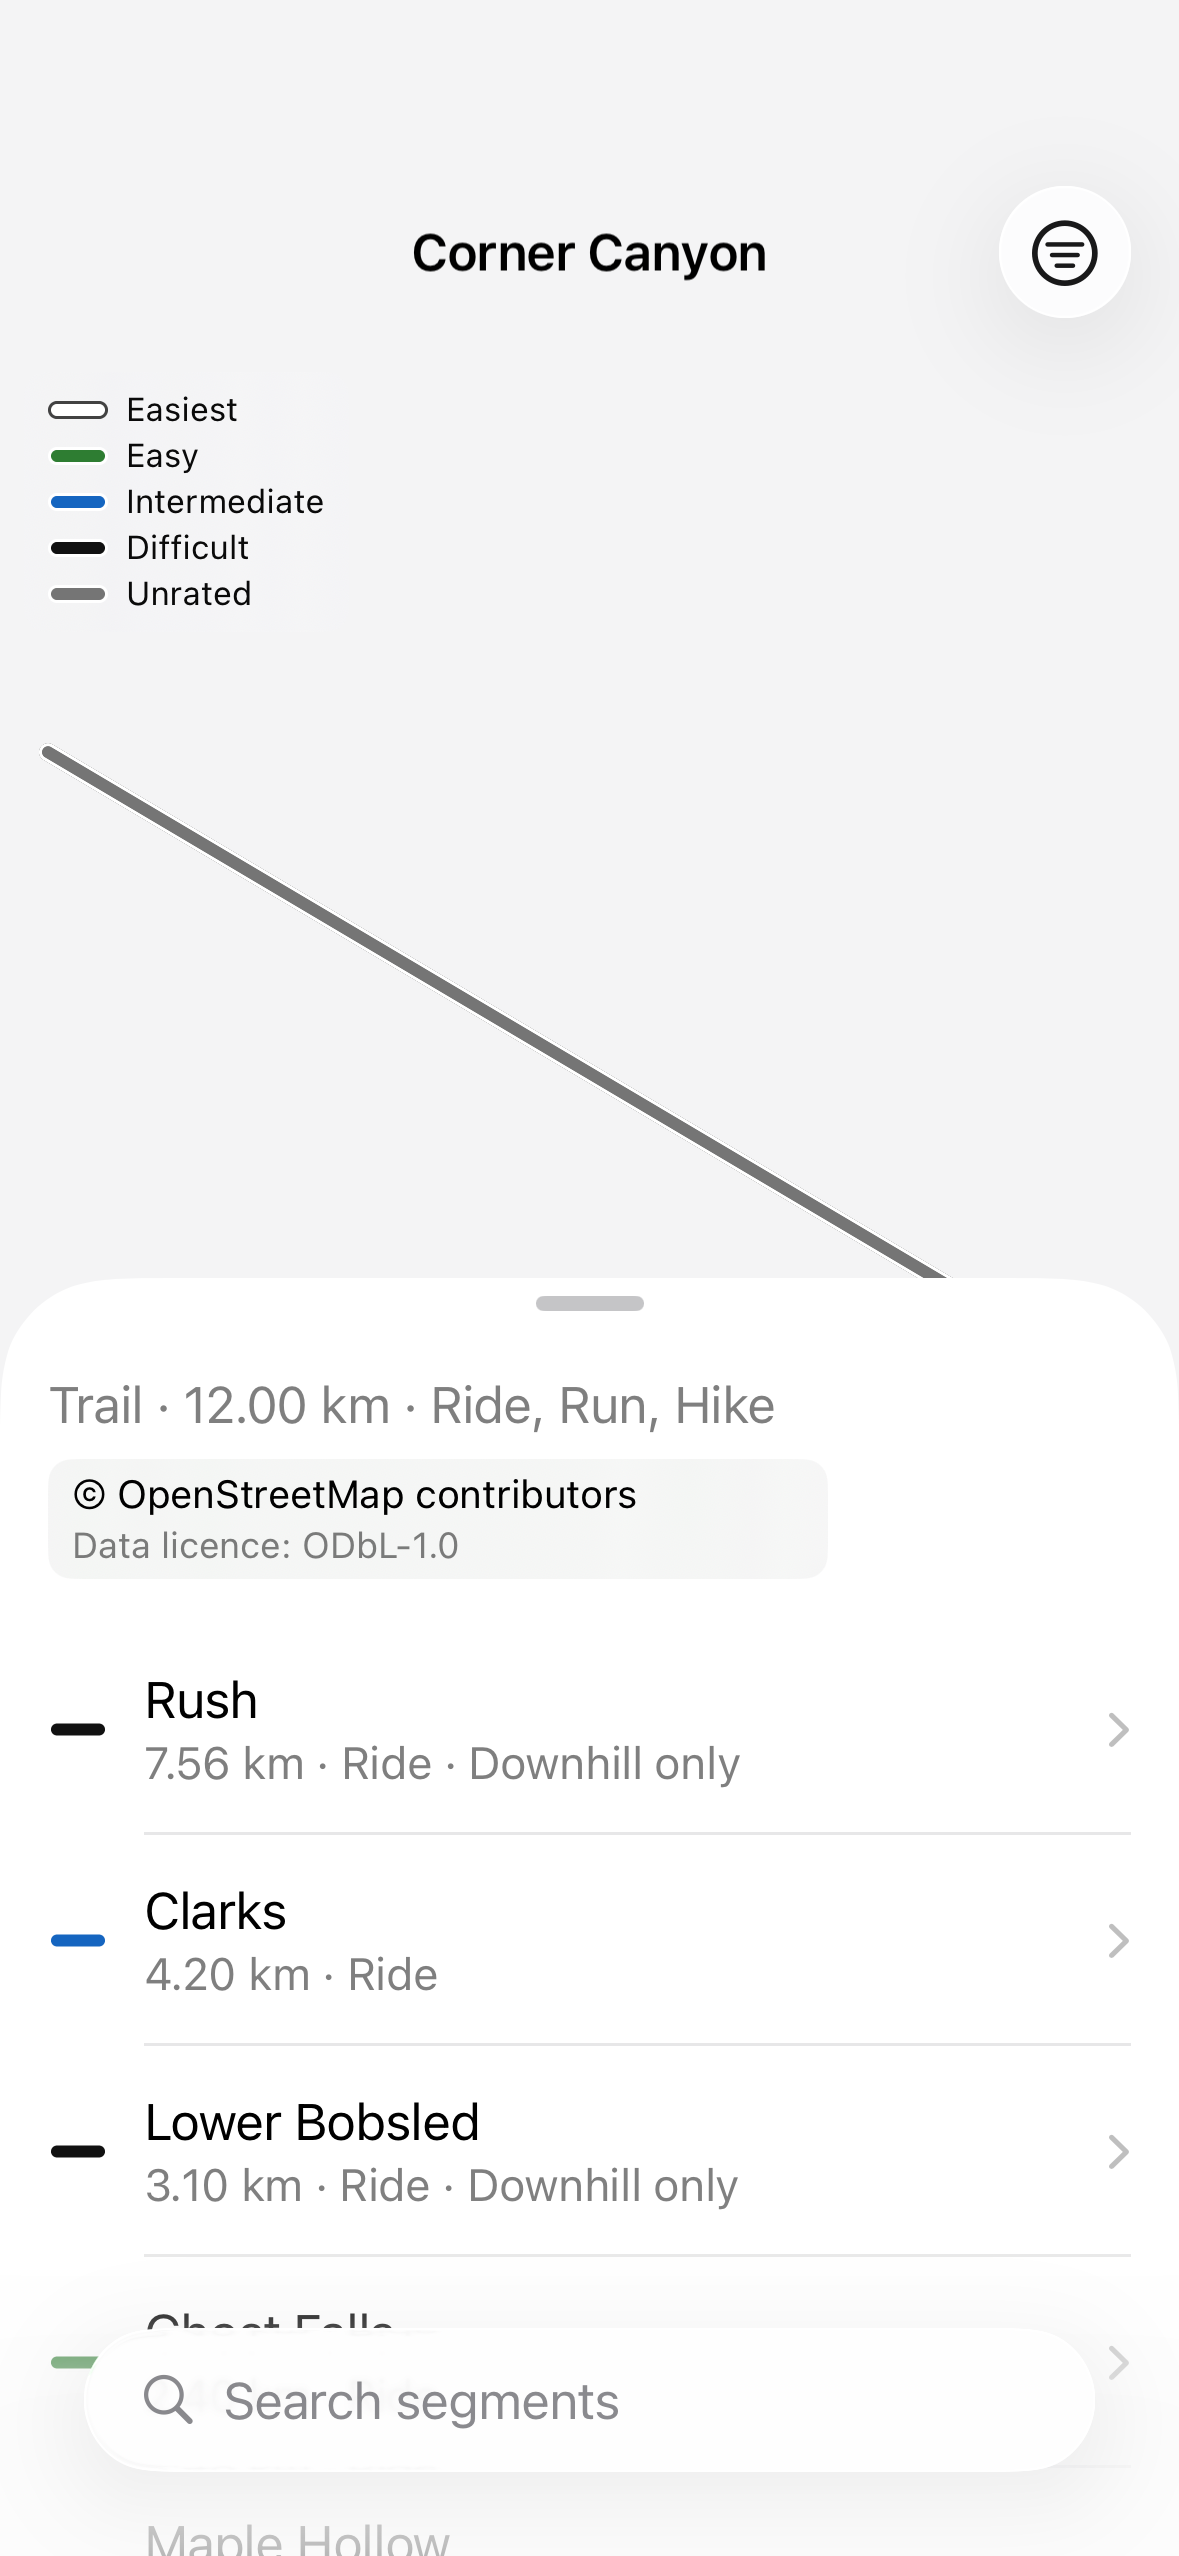 Corner Canyon
Easiest
Easy
Intermediate
Difficult
Unrated
Trail · 12.00 km · Ride, Run, Hike
© OpenStreetMap contributors
Data licence: ODbL-1.0
Rush
7.56 km · Ride · Downhill only
Clarks
4.20 km · Ride
Lower Bobsled
3.10 km · Ride · Downhill only
Ghost Falls
Search segments
Maple Hollow